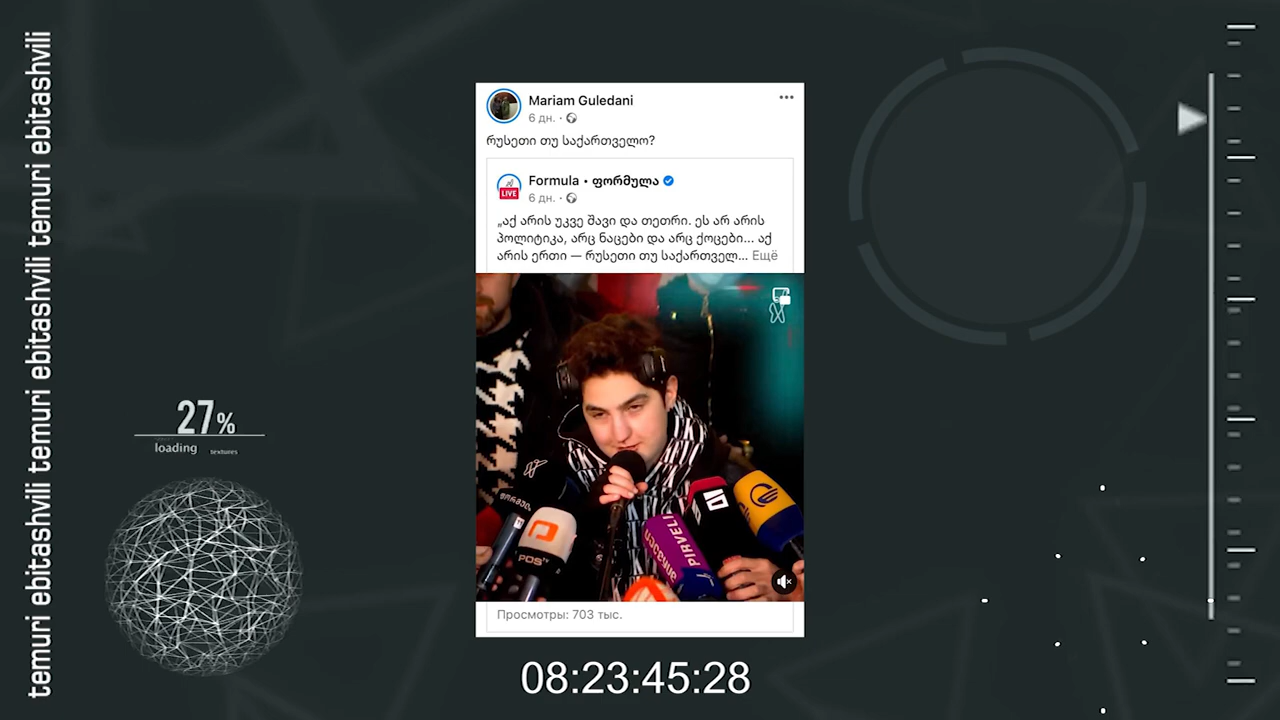 temuri ebitashvili temuri ebitashvili temuri ebitashvili
Mariam Guledani
6 дн.
რუსეთი თუ საქართველო?
LIVE
Formula • ფორმულა
6 дн.
„აქ არის უკვე შავი და თეთრი. ეს არ არის
პოლიტიკა, არც ნაცები და არც ქოცები... აქ
არის ერთი — რუსეთი თუ საქართველ... Ещё
POSTV
PIRVELI
Просмотры: 703 тыс.
27%
loading textures
08:23:45:28